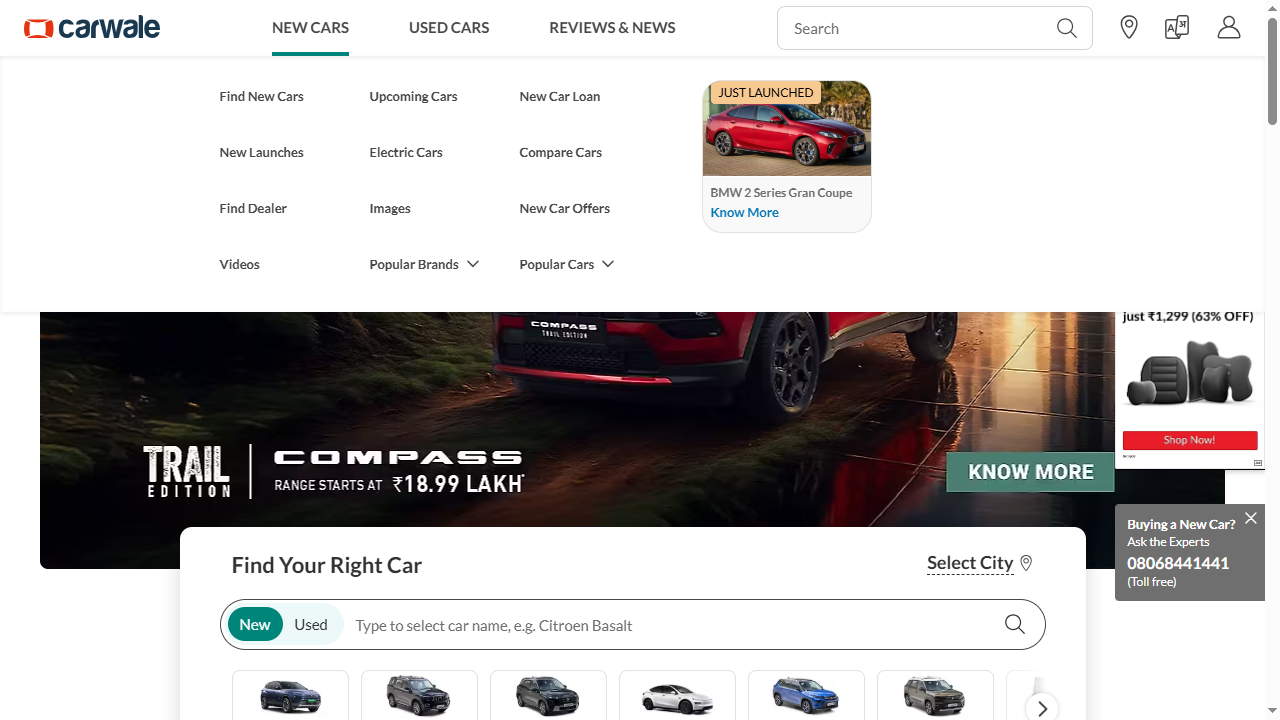 carwale
NEW CARS
USED CARS
REVIEWS & NEWS
Search
Find New Cars
Upcoming Cars
New Car Loan
New Launches
Electric Cars
Compare Cars
Find Dealer
Images
New Car Offers
Videos
Popular Brands
Popular Cars
JUST LAUNCHED
BMW 2 Series Gran Coupe
Know More
COMPASS
TRAIL EDITION
TRAIL
EDITION
COMPASS
RANGE STARTS AT ₹18.99 LAKH*
KNOW MORE
just ₹1,299 (63% OFF)
Shop Now!
Buying a New Car?
Ask the Experts
08068441441
(Toll free)
Find Your Right Car
Select City
New
Used
Type to select car name, e.g. Citroen Basalt